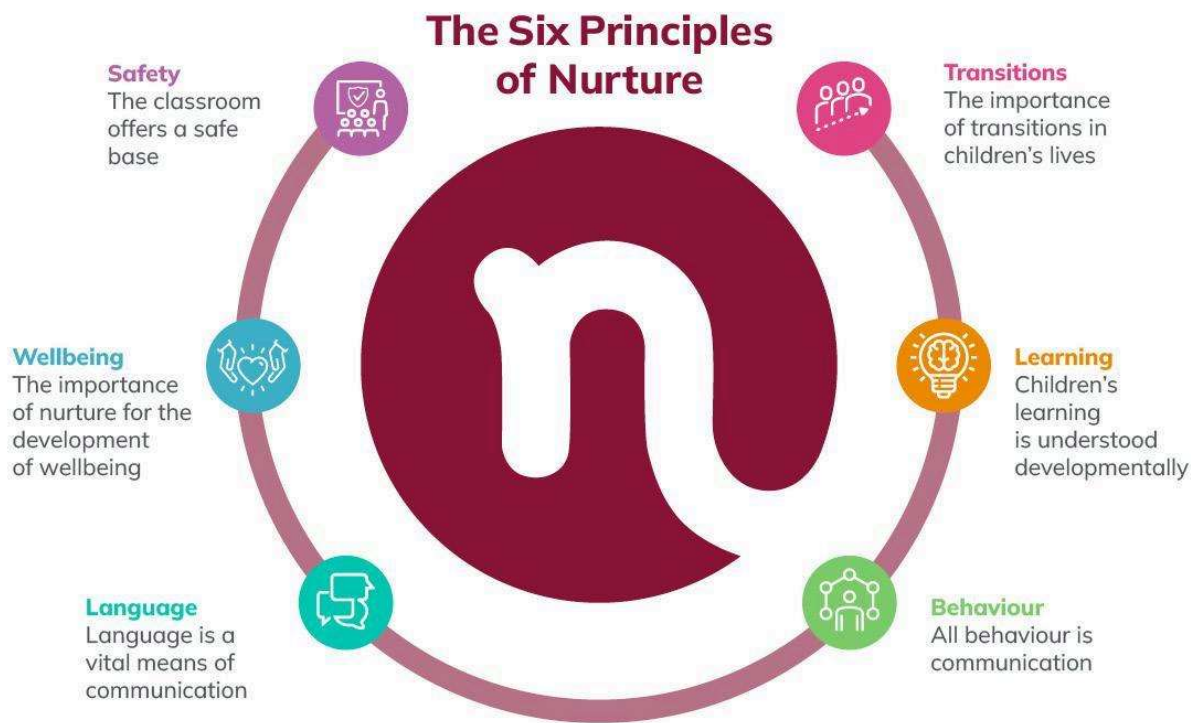 The Six Principles
of Nurture
Safety
The classroom
offers a safe
base
Transitions
The importance
of transitions in
children’s lives
Wellbeing
The importance
of nurture for the
development
of wellbeing
n
Learning
Children’s
learning
is understood
developmentally
Language
Language is a
vital means of
communication
Behaviour
All behaviour is
communication